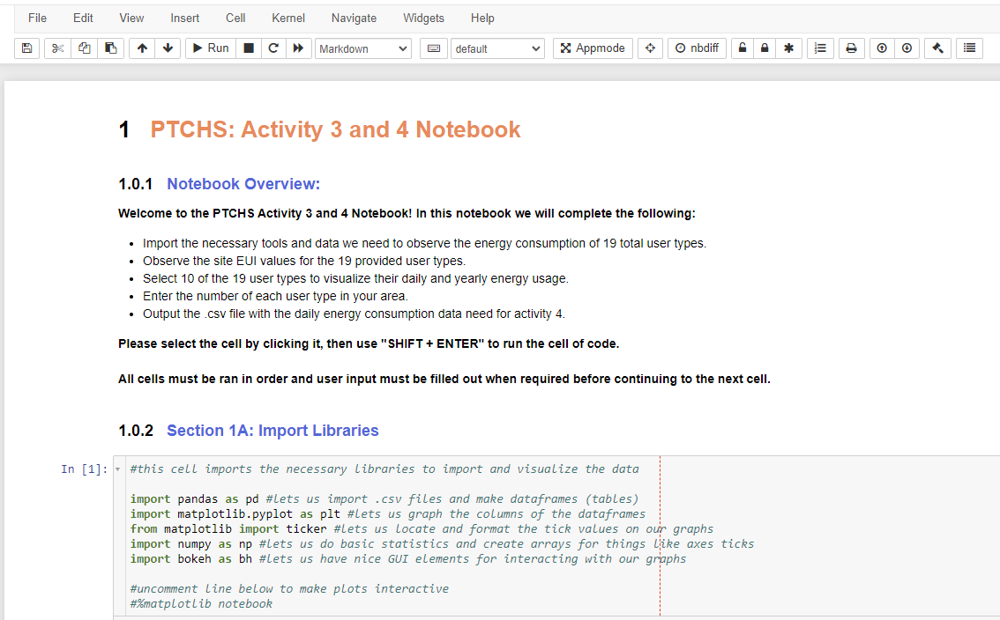 File Edit View Insert Cell Kernel Navigate Widgets Help
Run Markdown default Appmode nbdiff
1 PTCHS: Activity 3 and 4 Notebook
1.0.1 Notebook Overview:
Welcome to the PTCHS Activity 3 and 4 Notebook! In this notebook we will complete the following:
• Import the necessary tools and data we need to observe the energy consumption of 19 total user types.
• Observe the site EUI values for the 19 provided user types.
• Select 10 of the 19 user types to visualize their daily and yearly energy usage.
• Enter the number of each user type in your area.
• Output the .csv file with the daily energy consumption data need for activity 4.
Please select the cell by clicking it, then use "SHIFT + ENTER" to run the cell of code.
All cells must be ran in order and user input must be filled out when required before continuing to the next cell.
1.0.2 Section 1A: Import Libraries
In [1]: #this cell imports the necessary libraries to import and visualize the data
import pandas as pd #lets us import .csv files and make dataframes (tables)
import matplotlib.pyplot as plt #lets us graph the columns of the dataframes
from matplotlib import ticker #lets us locate and format the tick values on our graphs
import numpy as np #lets us do basic statistics and create arrays for things like axes ticks
import bokeh as bh #lets us have nice GUI elements for interacting with our graphs
#uncomment line below to make plots interactive
#%matplotlib notebook